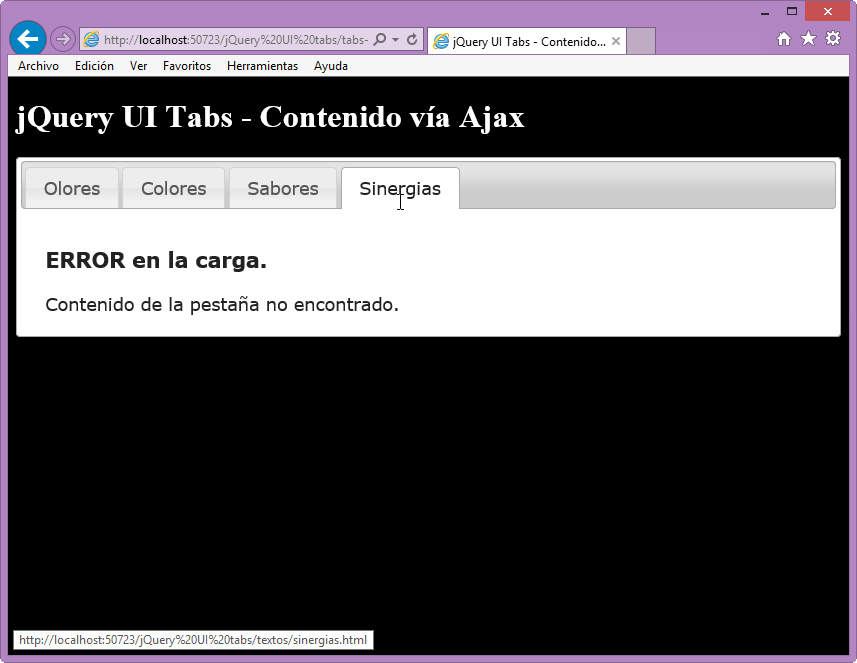 http://localhost:50723/jQuery%20UI%20tabs/tabs-
jQuery UI Tabs - Contenido...
Archivo Edición Ver Favoritos Herramientas Ayuda
jQuery UI Tabs - Contenido vía Ajax
Olores Colores Sabores Sinergias
ERROR en la carga.
Contenido de la pestaña no encontrado.
http://localhost:50723/jQuery%20UI%20tabs/textos/sinergias.html